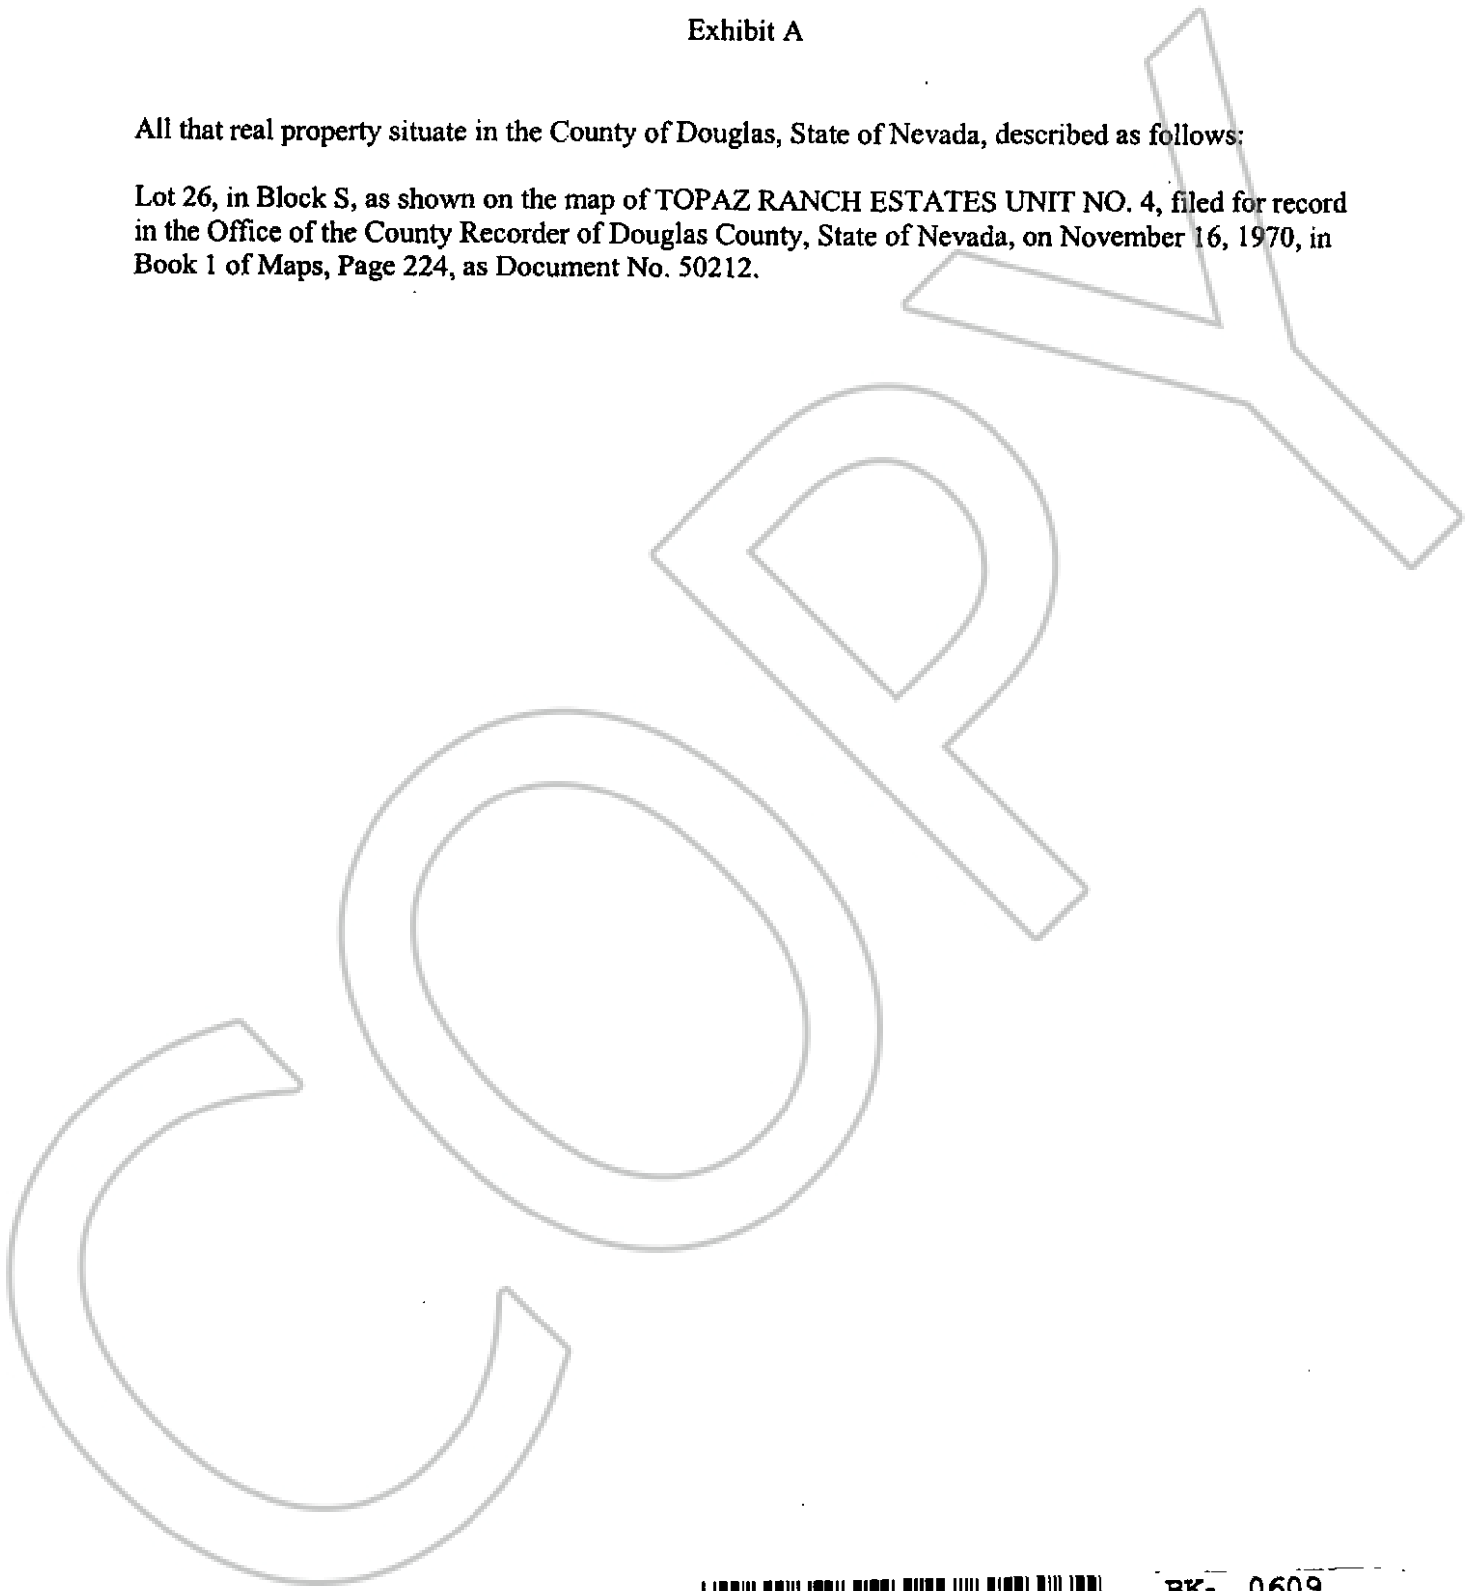 Exhibit A
All that real property situate in the County of Douglas, State of Nevada, described as follows:
Lot 26, in Block S, as shown on the map of TOPAZ RANCH ESTATES UNIT NO. 4, filed for record
in the Office of the County Recorder of Douglas County, State of Nevada, on November 16, 1970, in
Book 1 of Maps, Page 224, as Document No. 50212.
COPY
BK- 0609